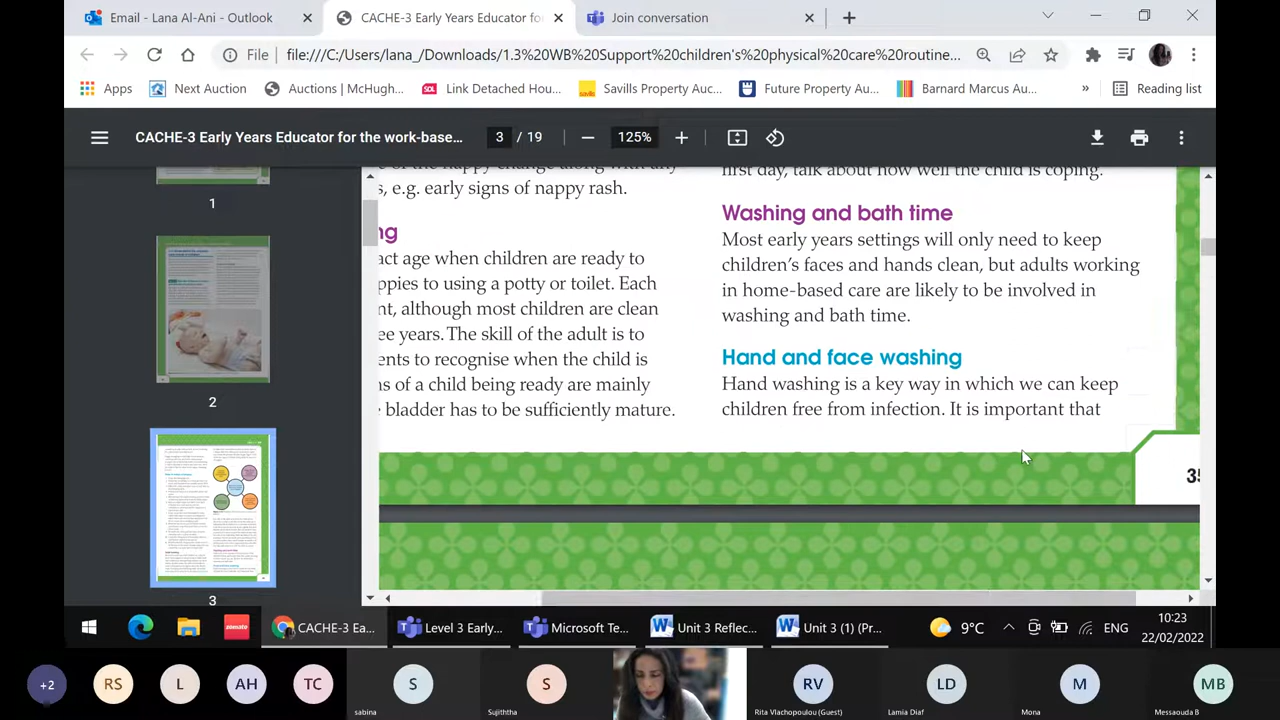 Email - Lana Al-Ani - Outlook
CACHE-3 Early Years Educator fo
Join conversation
File
file:///C:/Users/lana_/Downloads/1.3%20WB%20Support%20children's%20physical%20care%20routine...
Apps
Next Auction
Auctions | McHugh...
Link Detached Hou...
savills
Savills Property Auc...
Future Property Au...
Barnard Marcus Au...
»
Reading list
CACHE-3 Early Years Educator for the work-base...
3 / 19
125%
1
2
3
s, e.g. early signs of nappy rash.
ng
act age when children are ready to
ppies to using a potty or toilet. Each
nt, although most children are clean
ee years. The skill of the adult is to
ents to recognise when the child is
ns of a child being ready are mainly
bladder has to be sufficiently mature.
first day, talk about how well the child is coping.
Washing and bath time
Most early years settings will only need to keep
children's faces and hands clean, but adults working
in home-based care are likely to be involved in
washing and bath time.
Hand and face washing
Hand washing is a key way in which we can keep
children free from infection. It is important that
35
zomato
CACHE-3 Ea...
Level 3 Early...
Microsoft Te...
Unit 3 Reflec...
Unit 3 (1) (Pr...
9°C
ENG
10:23
22/02/2022
+2
RS
L
AH
TC
S
sabina
S
Sujiththa
RV
Rita Vlachopoulou (Guest)
LD
Lamia Diaf
M
Mona
MB
Messaouda B